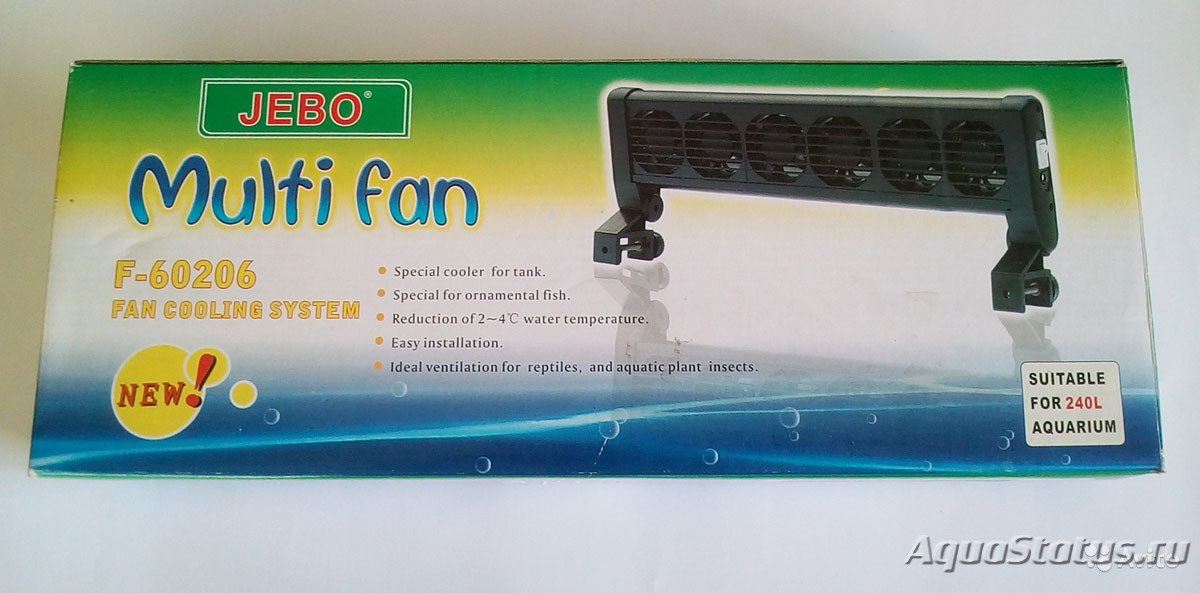 JEBO®
Multi fan
F-60206
FAN COOLING SYSTEM
Special cooler for tank.
Special for ornamental fish.
Reduction of 2~4℃ water temperature.
Easy installation.
Ideal ventilation for reptiles, and aquatic plant insects.
NEW!
SUITABLE
FOR 240L
AQUARIUM
AquaStatus.ru
Avito